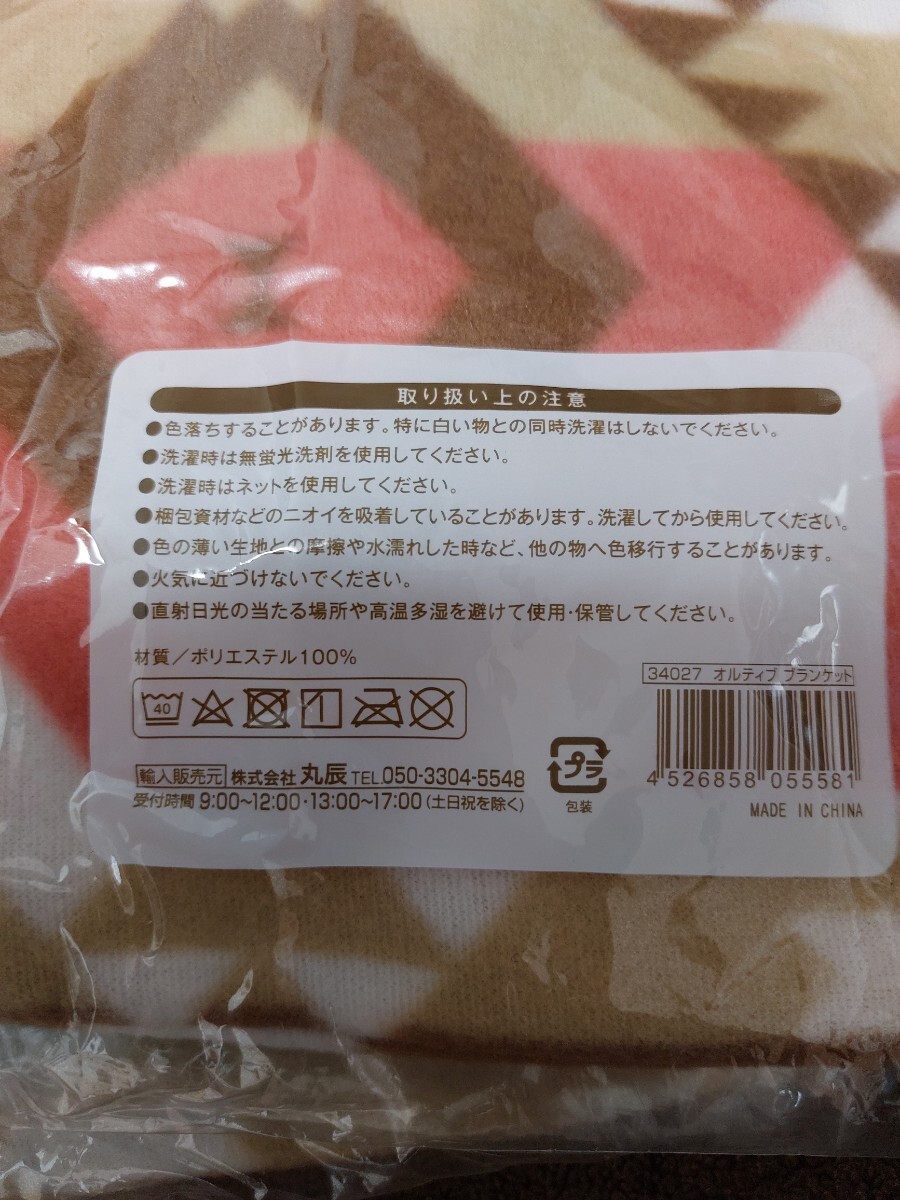 取り扱い上の注意
●色落ちすることがあります。特に白い物との同時洗濯はしないでください。
●洗濯時は無蛍光洗剤を使用してください。
●洗濯時はネットを使用してください。
●梱包資材などのニオイを吸着していることがあります。洗濯してから使用してください。
●色の薄い生地との摩擦や水濡れした時など、他の物へ色移行することがあります。
●火気に近づけないでください。
●直射日光の当たる場所や高温多湿を避けて使用・保管してください。
材質／ポリエステル100%
34027 オルティブ ブランケット
40
輸入販売元 株式会社 丸辰 TEL.050-3304-5548
受付時間 9:00~12:00・13:00~17:00 (土日祝を除く)
プラ
包装
4 526858 055581
MADE IN CHINA